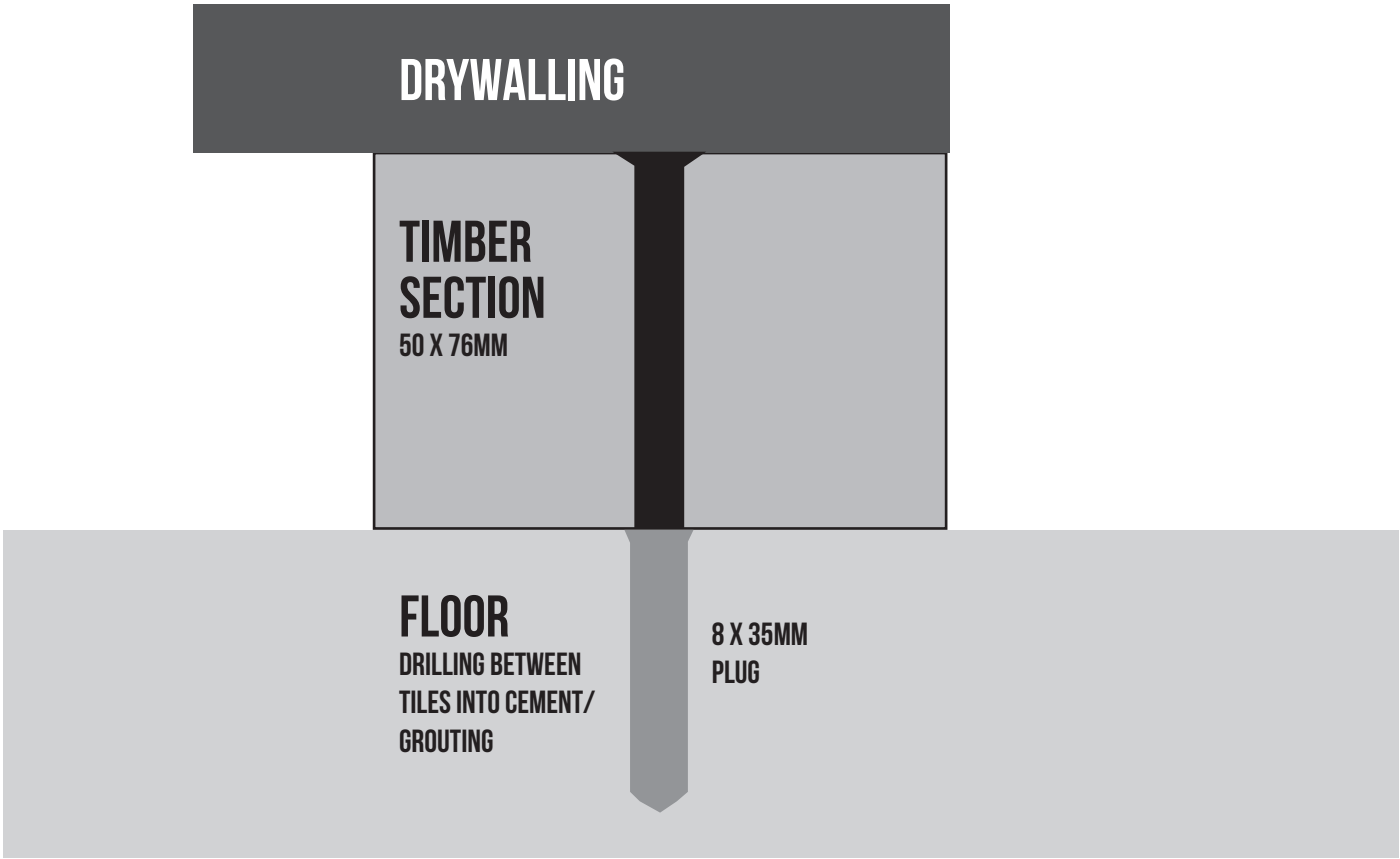 DRYWALLING
TIMBER
SECTION
50 X 76MM
FLOOR
DRILLING BETWEEN
TILES INTO CEMENT/
GROUTING
8 X 35MM
PLUG